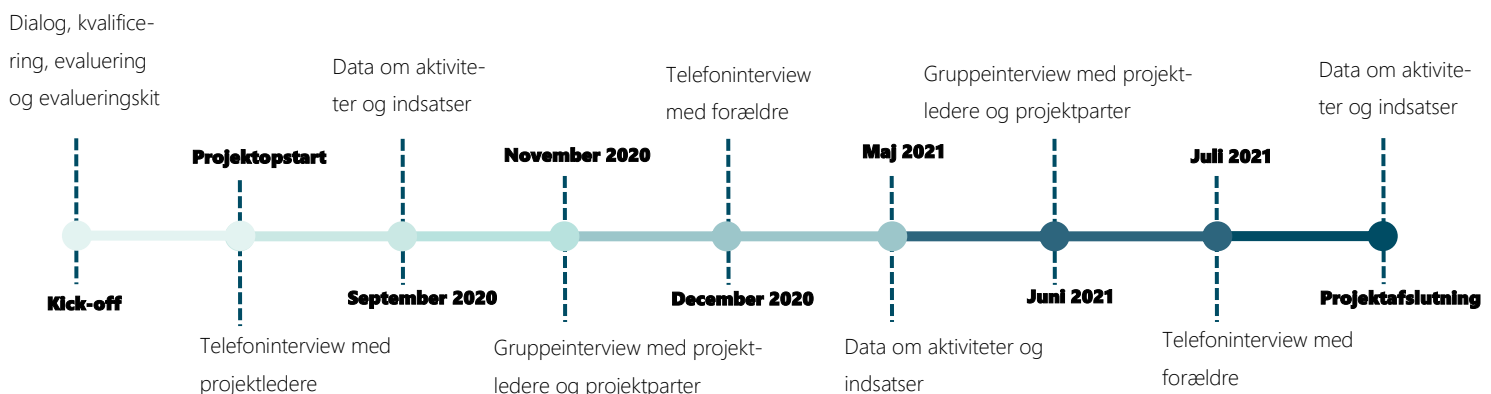 Dialog, kvalifice-
ring, evaluering
og evalueringskit
Kick-off
Projektopstart
Telefoninterview med
projektledere
Data om aktivite-
ter og indsatser
September 2020
November 2020
Gruppeinterview med projekt-
ledere og projektparter
Telefoninterview
med forældre
December 2020
Maj 2021
Data om aktiviteter og
indsatser
Gruppeinterview med projekt-
ledere og projektparter
Juni 2021
Juli 2021
Telefoninterview med
forældre
Data om aktivite-
ter og indsatser
Projektafslutning